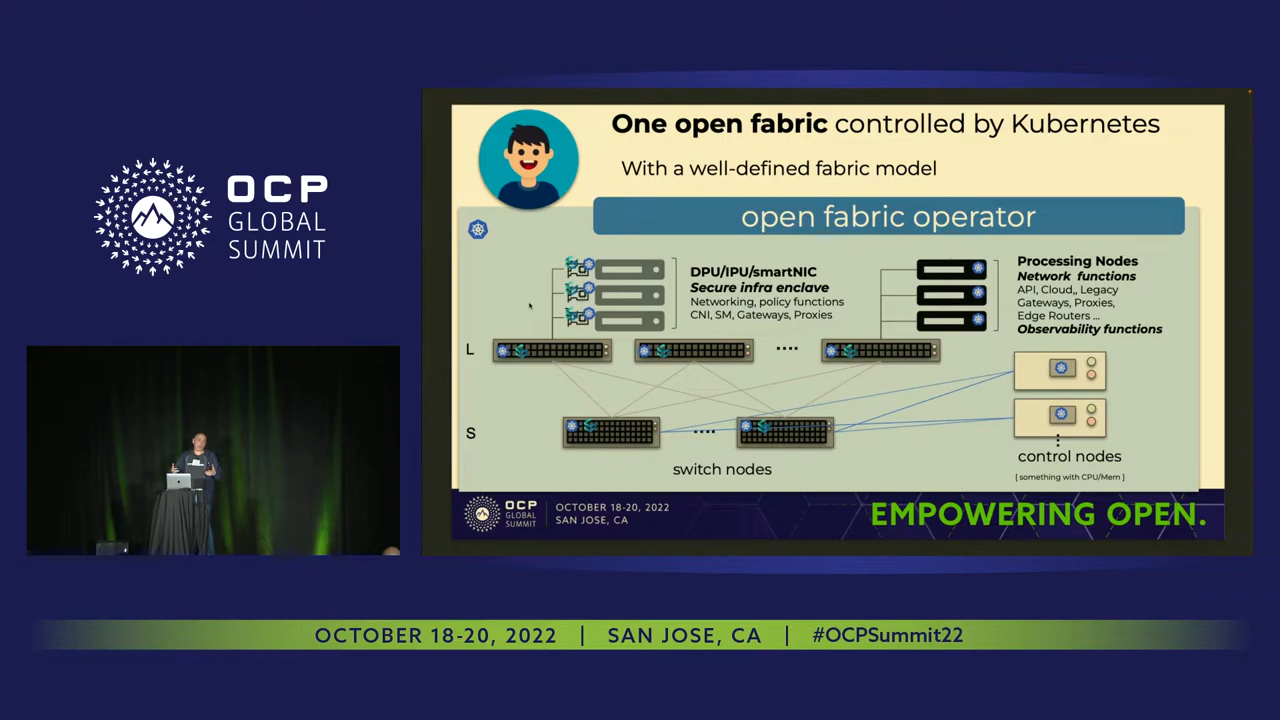 OCP
GLOBAL
SUMMIT
One open fabric controlled by Kubernetes
With a well-defined fabric model
open fabric operator
DPU/IPU/smartNIC
Secure infra enclave
Networking, policy functions
CNI, SM, Gateways, Proxies
Processing Nodes
Network functions
API, Cloud,, Legacy
Gateways, Proxies,
Edge Routers ...
Observability functions
L
....
S
....
switch nodes
control nodes
[ something with CPU/Mem ]
OCP
GLOBAL
SUMMIT
OCTOBER 18-20, 2022
SAN JOSE, CA
EMPOWERING OPEN.
OCTOBER 18-20, 2022 | SAN JOSE, CA | #OCPSummit22